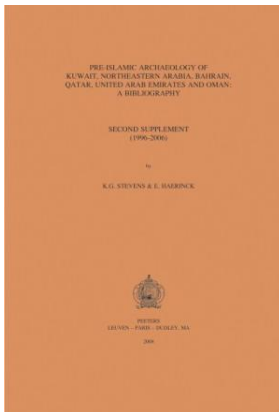 PRE-ISLAMIC ARCHAEOLOGY OF
KUWAIT, NORTHEASTERN ARABIA, BAHRAIN,
QATAR, UNITED ARAB EMIRATES AND OMAN:
A BIBLIOGRAPHY
SECOND SUPPLEMENT
(1996-2006)
by
K.G. STEVENS & E. HAERINCK
PEETERS
LEUVEN – PARIS – DUDLEY, MA
2008